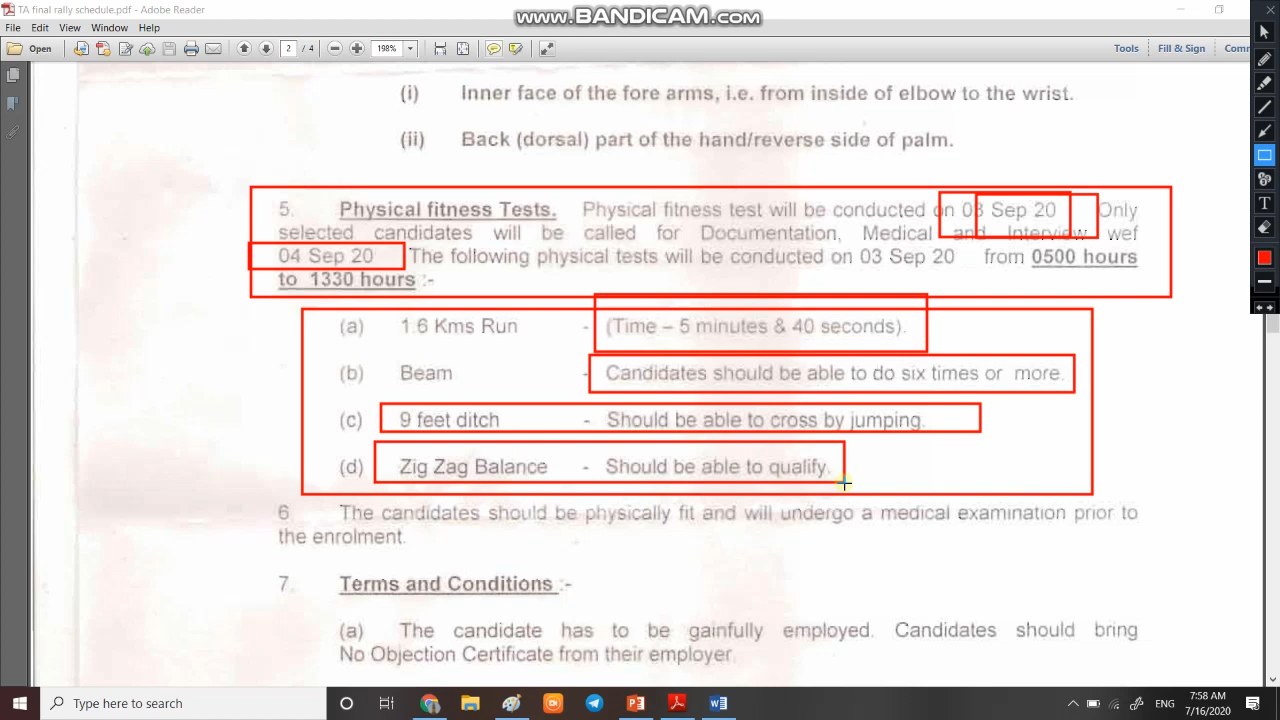 TA final rally schedule.pdf - Adobe Reader
www.BANDICAM.com
File Edit View Window Help
Open 2 / 4 198% Tools Fill & Sign Comm
(i) Inner face of the fore arms, i.e. from inside of elbow to the wrist.
(ii) Back (dorsal) part of the hand/reverse side of palm.
5. Physical fitness Tests. Physical fitness test will be conducted on 03 Sep 20 Only
selected candidates will be called for Documentation, Medical and Interview wef
04 Sep 20 The following physical tests will be conducted on 03 Sep 20 from 0500 hours
to 1330 hours :-
(a) 1.6 Kms Run - (Time – 5 minutes & 40 seconds).
(b) Beam - Candidates should be able to do six times or more.
(c) 9 feet ditch - Should be able to cross by jumping.
(d) Zig Zag Balance - Should be able to qualify.
6 The candidates should be physically fit and will undergo a medical examination prior to
the enrolment.
7. Terms and Conditions :-
(a) The candidate has to be gainfully employed. Candidates should bring
No Objection Certificate from their employer.
Type here to search
ENG
7:58 AM
7/16/2020